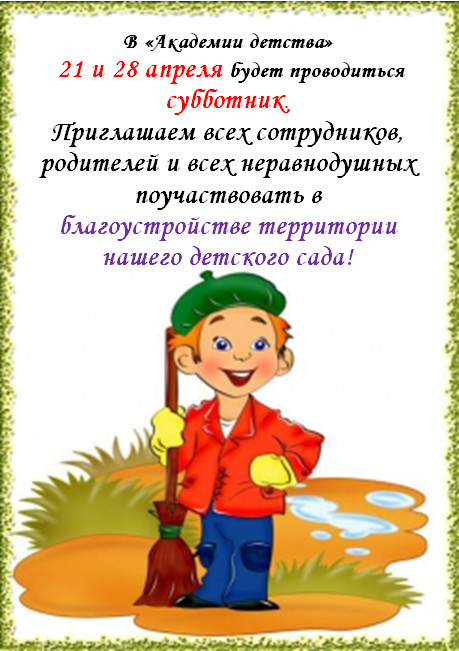 В «Академии детства»
21 и 28 апреля будет проводиться
субботник.
Приглашаем всех сотрудников,
родителей и всех неравнодушных
поучаствовать в
благоустройстве территории
нашего детского сада!